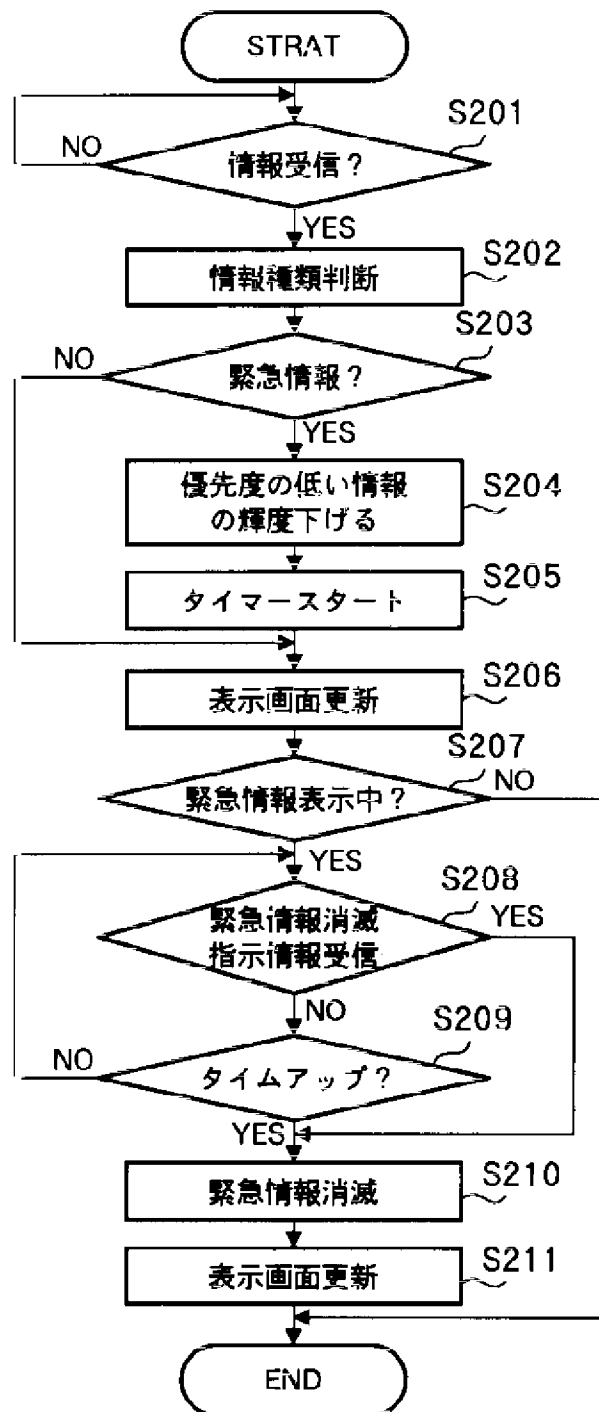 STRAT
S201
NO
情報受信？
YES
S202
情報種類判断
S203
NO
緊急情報？
YES
優先度の低い情報
の輝度下げる
S204
タイマースタート
S205
S206
表示画面更新
S207
NO
緊急情報表示中？
YES
S208
YES
緊急情報消滅
指示情報受信
NO
S209
NO
タイムアップ？
YES
S210
緊急情報消滅
S211
表示画面更新
END